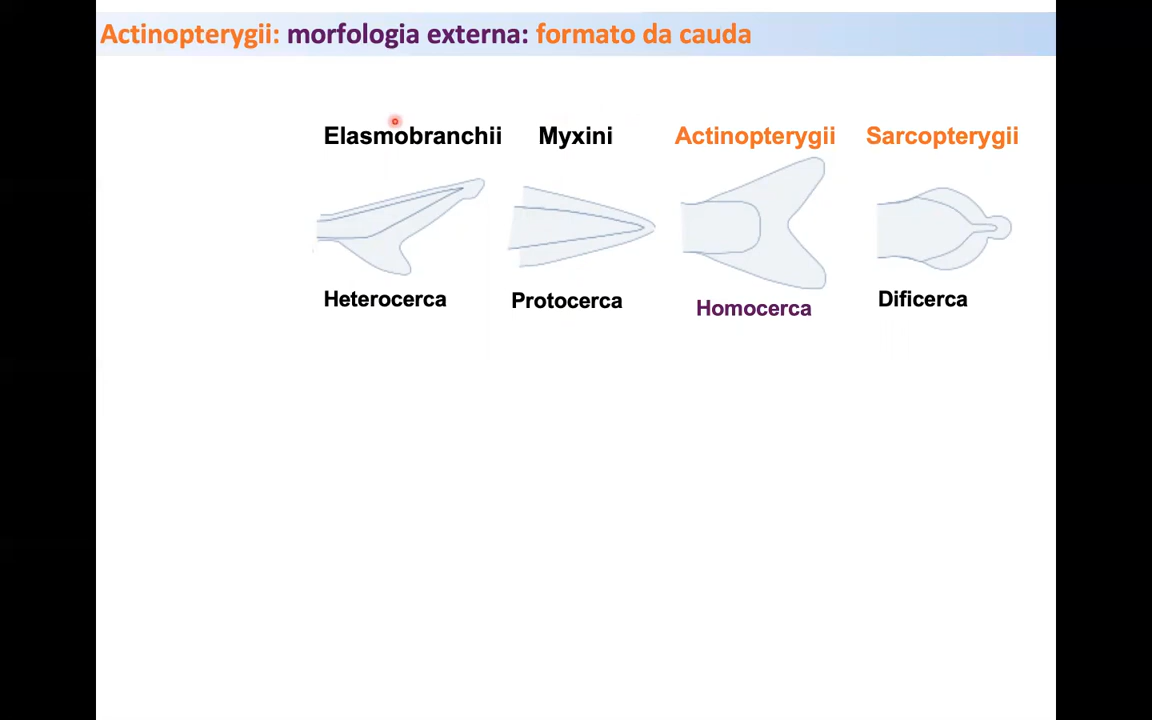 Actinopterygii: morfologia externa: formato da cauda
Elasmobranchii Myxini Actinopterygii Sarcopterygii
Heterocerca Protocerca Homocerca Dificerca